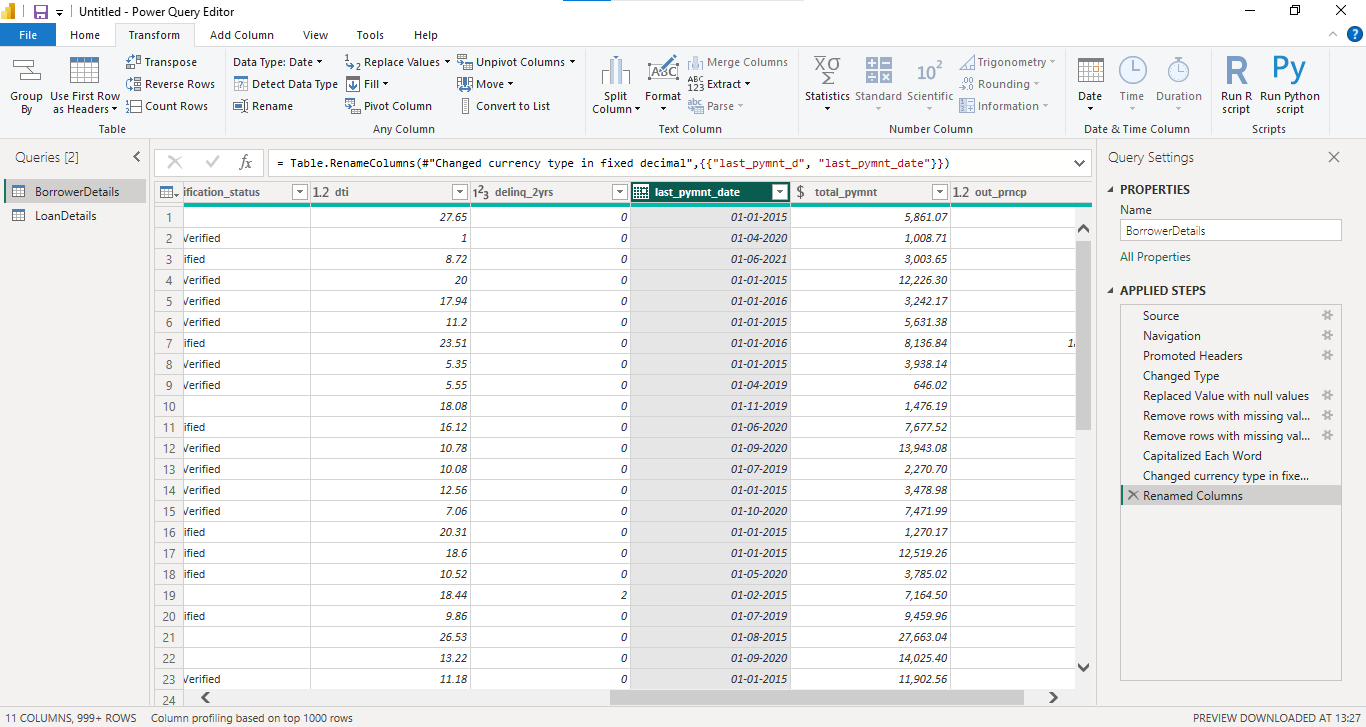 Untitled - Power Query Editor
File Home Transform Add Column View Tools Help
Group By
Use First Row as Headers
Transpose
Reverse Rows
Count Rows
Table
Data Type: Date
Detect Data Type
Rename
1 2 Replace Values
Fill
Pivot Column
Unpivot Columns
Move
Convert to List
Any Column
Split Column
Format
ABC
Merge Columns
ABC 123 Extract
abc Parse
Text Column
XΣ σ Statistics
Standard
10² Scientific
Trigonometry
.00 Rounding
Information
Number Column
Date
Time
Duration
Date & Time Column
R Run R script
Py Run Python script
Scripts
Queries [2]
BorrowerDetails
LoanDetails
fx = Table.RenameColumns(#"Changed currency type in fixed decimal",{{"last_pymnt_d", "last_pymnt_date"}})
ification_status 1.2 dti 1²3 delinq_2yrs last_pymnt_date $ total_pymnt 1.2 out_prncp
1 27.65 0 01-01-2015 5,861.07
2 Verified 1 0 01-04-2020 1,008.71
3 ified 8.72 0 01-06-2021 3,003.65
4 Verified 20 0 01-01-2015 12,226.30
5 Verified 17.94 0 01-01-2016 3,242.17
6 Verified 11.2 0 01-01-2015 5,631.38
7 ified 23.51 0 01-01-2016 8,136.84
8 Verified 5.35 0 01-01-2015 3,938.14
9 Verified 5.55 0 01-04-2019 646.02
10 18.08 0 01-11-2019 1,476.19
11 ified 16.12 0 01-06-2020 7,677.52
12 Verified 10.78 0 01-09-2020 13,943.08
13 Verified 10.08 0 01-07-2019 2,270.70
14 Verified 12.56 0 01-01-2015 3,478.98
15 Verified 7.06 0 01-10-2020 7,471.99
16 ified 20.31 0 01-01-2015 1,270.17
17 ified 18.6 0 01-01-2015 12,519.26
18 ified 10.52 0 01-05-2020 3,785.02
19 18.44 2 01-02-2015 7,164.50
20 ified 9.86 0 01-07-2019 9,459.96
21 26.53 0 01-08-2015 27,663.04
22 13.22 0 01-09-2020 14,025.40
23 Verified 11.18 0 01-01-2015 11,902.56
24
Query Settings
PROPERTIES
Name
BorrowerDetails
All Properties
APPLIED STEPS
Source
Navigation
Promoted Headers
Changed Type
Replaced Value with null values
Remove rows with missing val...
Remove rows with missing val...
Capitalized Each Word
Changed currency type in fixe...
Renamed Columns
11 COLUMNS, 999+ ROWS Column profiling based on top 1000 rows PREVIEW DOWNLOADED AT 13:27